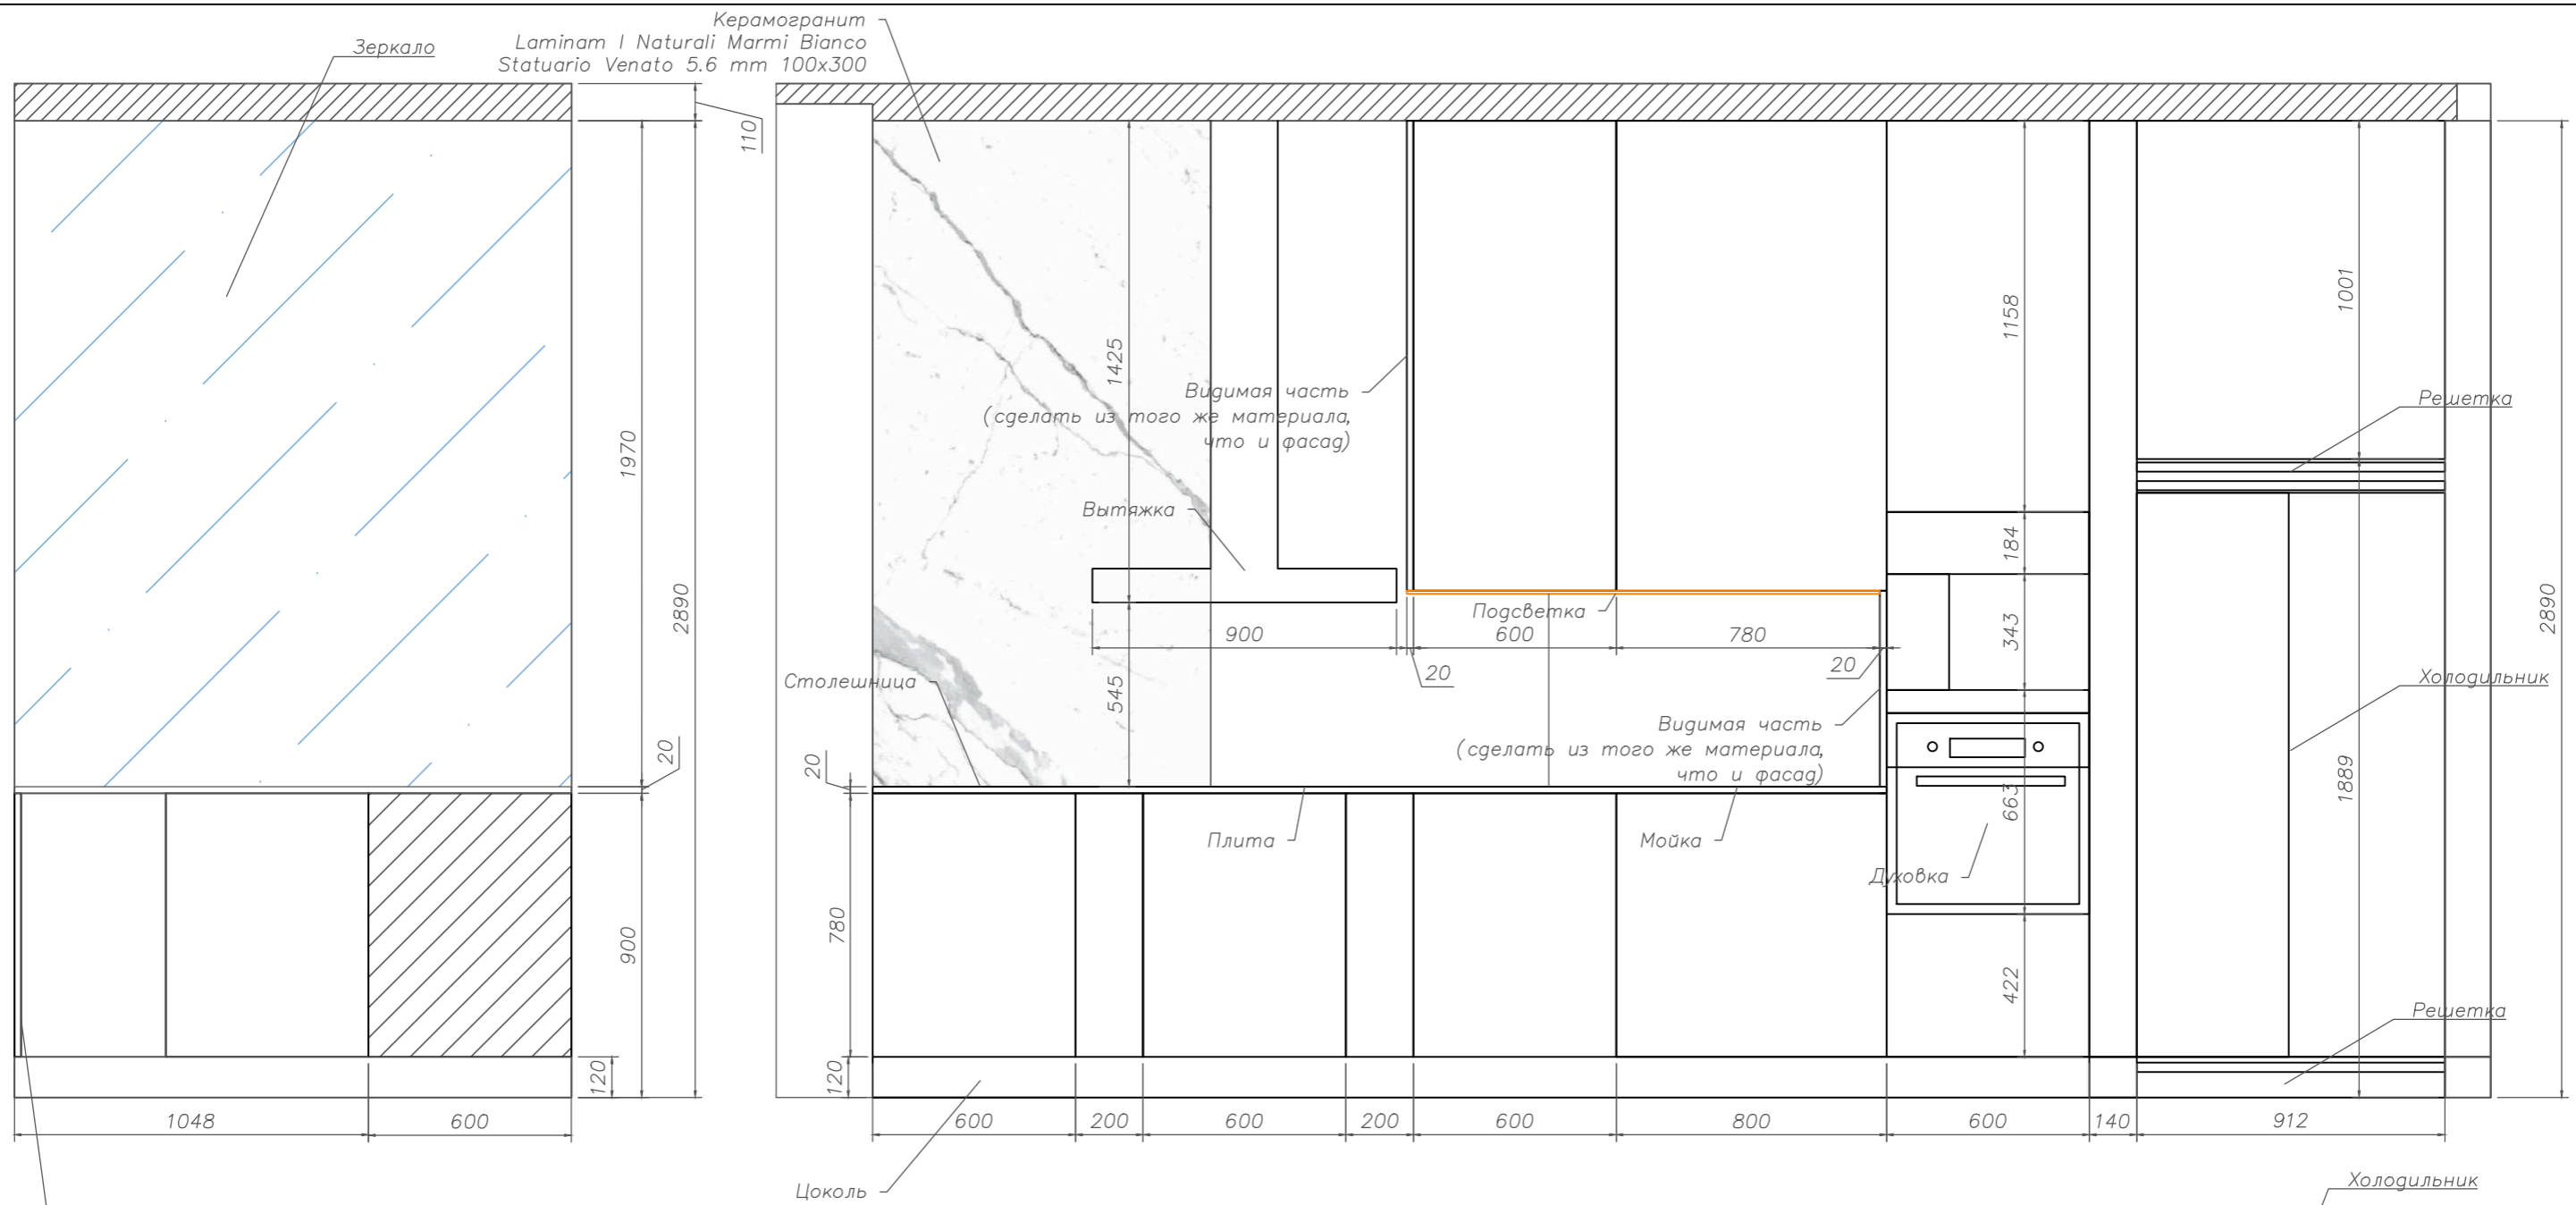 Керамогранит
Laminam I Naturali Marmi Bianco
Statuario Venato 5.6 mm 100x300
Зеркало
110
1970
2890
20
900
120
1048
600
1425
Видимая часть
(сделать из того же материала,
что и фасад)
Вытяжка
900
545
Столешница
20
780
120
Подсветка
600
780
20
20
Видимая часть
(сделать из того же материала,
что и фасад)
Плита
Мойка
1158
184
343
663
Духовка
422
1001
Решетка
Холодильник
1889
Решетка
2890
600
200
600
200
600
800
600
140
912
Цоколь
Холодильник